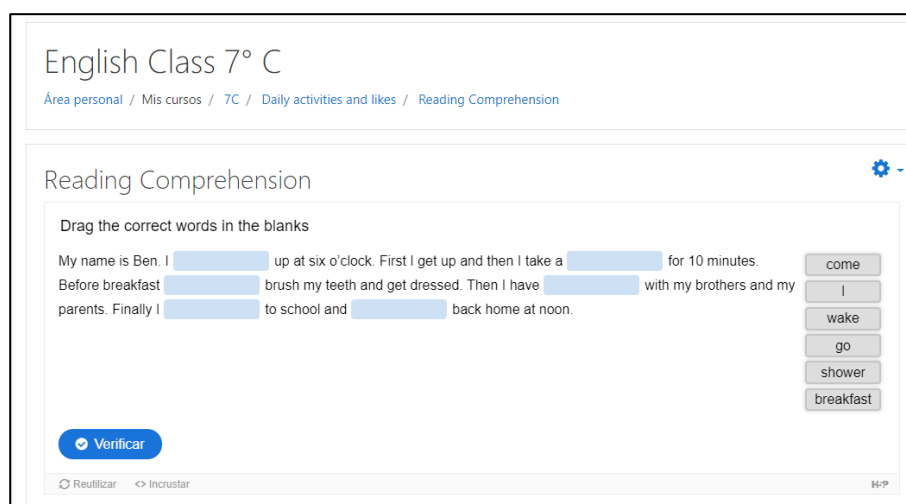 English Class 7° C
Área personal / Mis cursos / 7C / Daily activities and likes / Reading Comprehension
Reading Comprehension
Drag the correct words in the blanks
My name is Ben. I up at six o'clock. First I get up and then I take a for 10 minutes.
Before breakfast brush my teeth and get dressed. Then I have with my brothers and my
parents. Finally I to school and back home at noon.
come
I
wake
go
shower
breakfast
Verificar
Reutilizar <> Incrustar
H-P